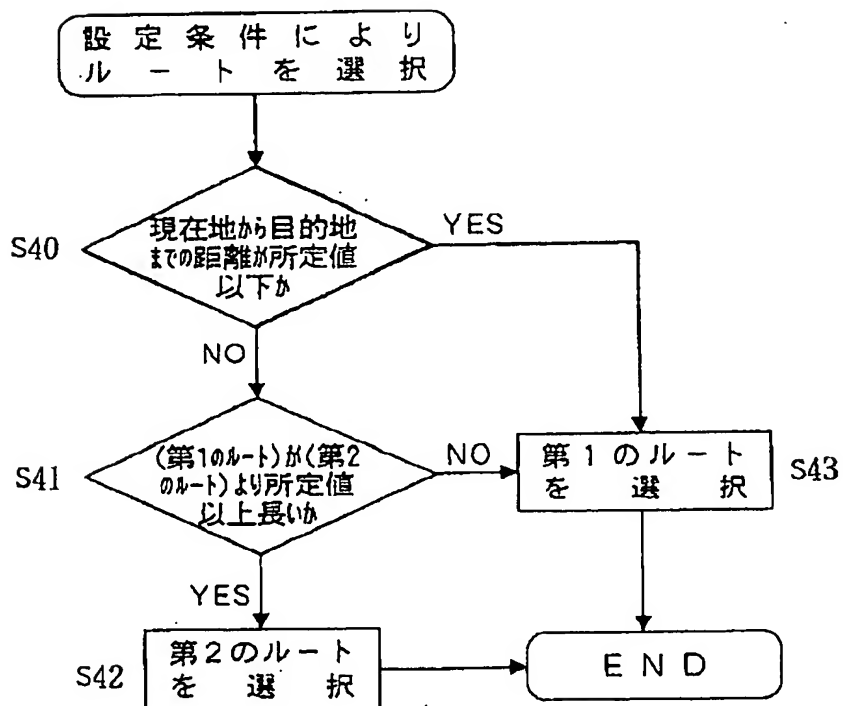 設定条件により
ルートを選択
S40
現在地から目的地
までの距離が所定値
以下か
YES
NO
S41
(第1のルート)が(第2
のルート)より所定値
以上長いか
NO
第1のルート
を選択
S43
YES
S42
第2のルート
を選択
END